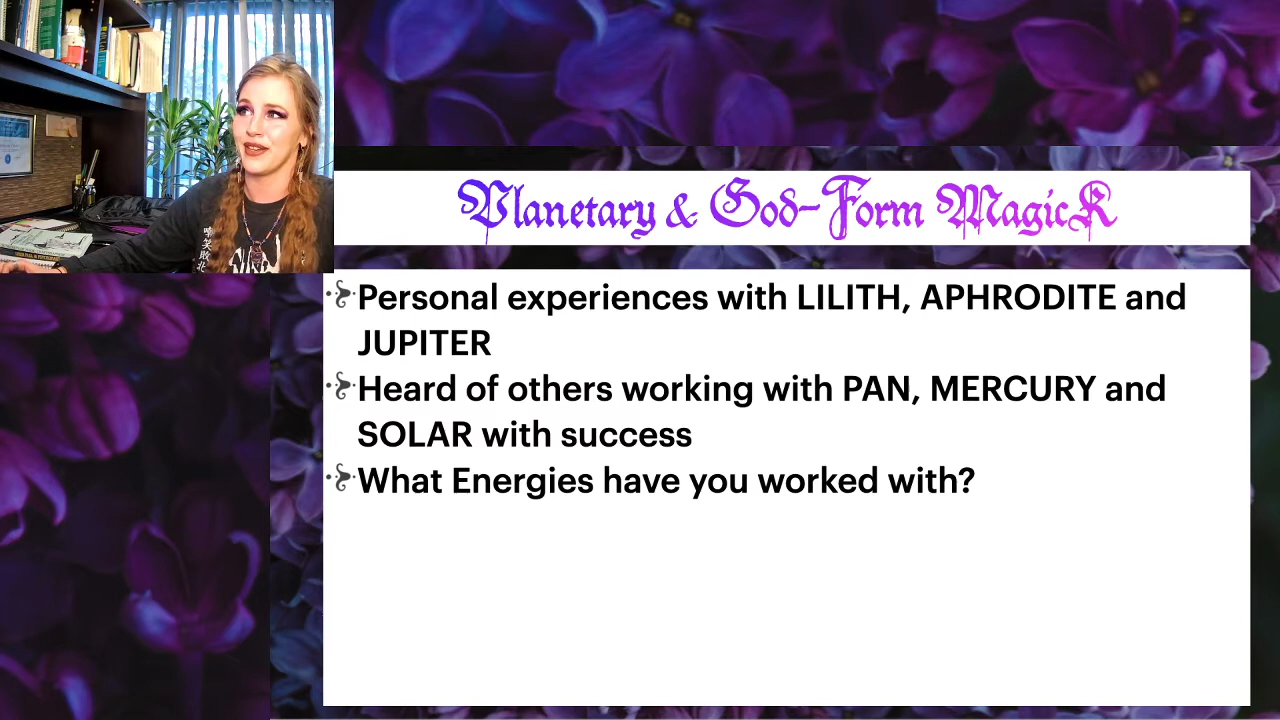 Planetary & God-Form MagicK
Personal experiences with LILITH, APHRODITE and
JUPITER
Heard of others working with PAN, MERCURY and
SOLAR with success
What Energies have you worked with?